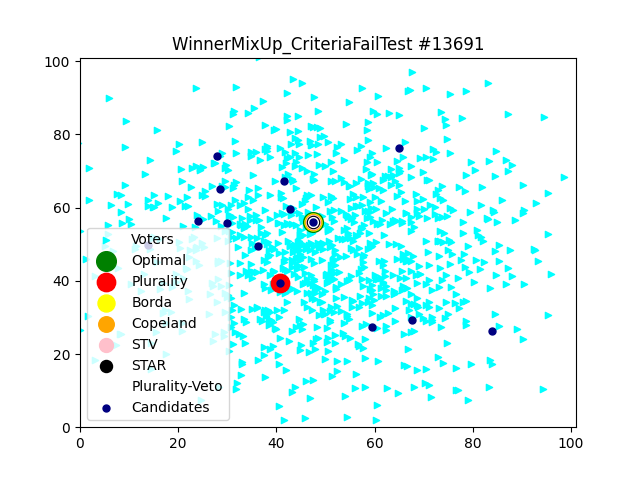 WinnerMixUp_CriteriaFailTest #13691
100
80
60
40
20
0
0 20 40 60 80 100
Voters
Optimal
Plurality
Borda
Copeland
STV
STAR
Plurality-Veto
Candidates